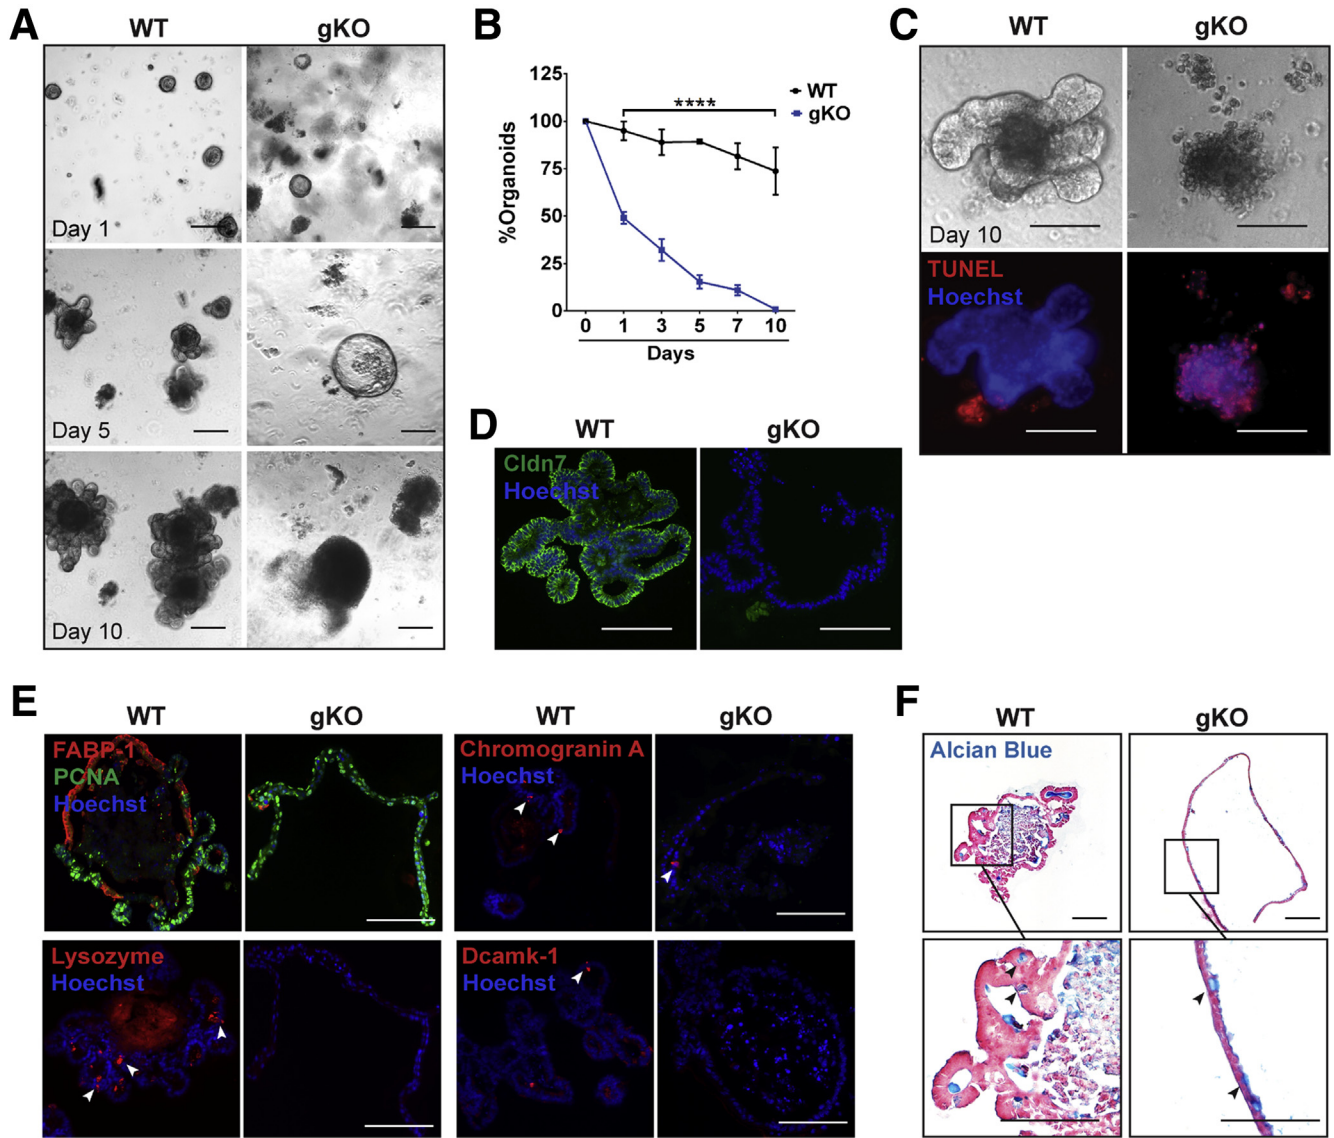 A
WT
gKO
Day 1
Day 5
Day 10
B
%Organoids
125
100
75
50
25
0
****
WT
gKO
0 1 3 5 7 10
Days
C
WT
gKO
Day 10
TUNEL
Hoechst
D
WT
gKO
Cldn7
Hoechst
E
WT
gKO
WT
gKO
FABP-1
PCNA
Hoechst
Chromogranin A
Hoechst
Lysozyme
Hoechst
Dcamk-1
Hoechst
F
WT
gKO
Alcian Blue